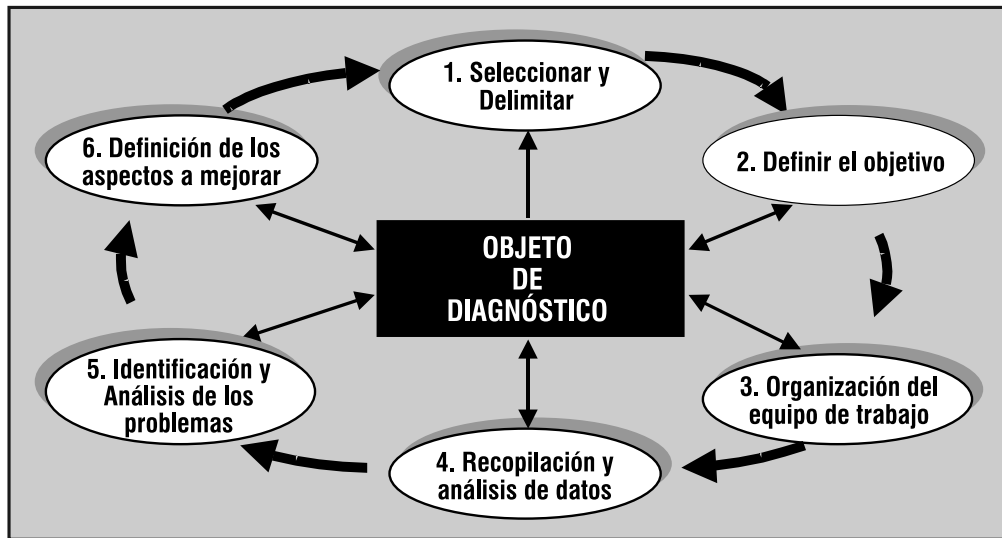 1. Seleccionar y
Delimitar
2. Definir el objetivo
3. Organización del
equipo de trabajo
4. Recopilación y
análisis de datos
5. Identificación y
Análisis de los
problemas
6. Definición de los
aspectos a mejorar
OBJETO
DE
DIAGNÓSTICO